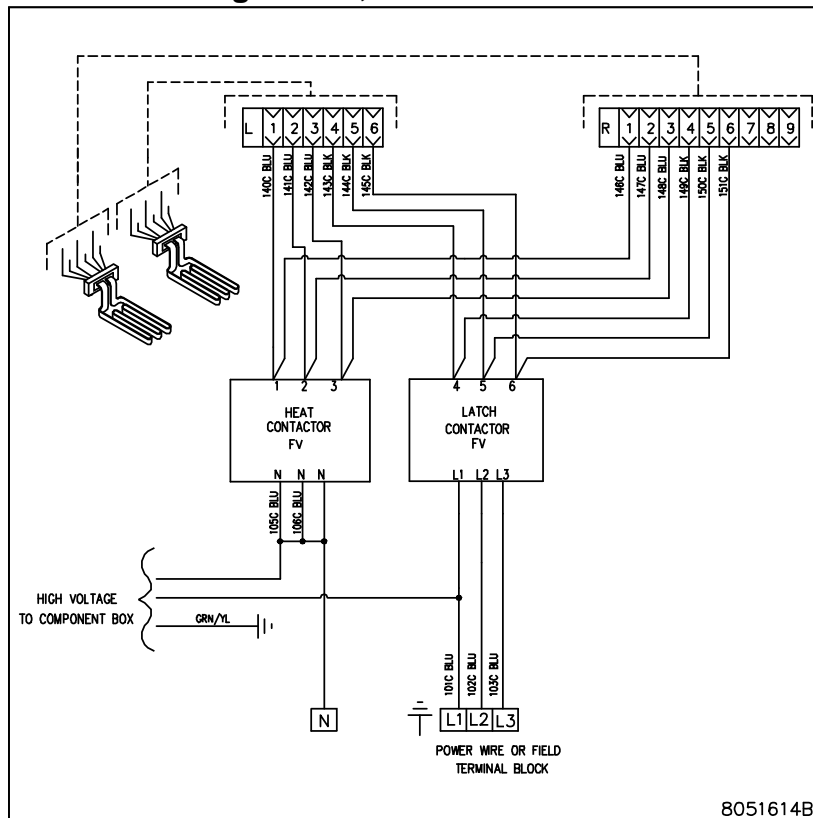 L 1 2 3 4 5 6
R 1 2 3 4 5 6 7 8 9
140C BLU
141C BLU
142C BLU
143C BLK
144C BLK
145C BLK
146C BLU
147C BLU
148C BLU
149C BLK
150C BLK
151C BLK
1 2 3
HEAT
CONTACTOR
FV
N N N
4 5 6
LATCH
CONTACTOR
FV
L1 L2 L3
105C BLU
106C BLU
HIGH VOLTAGE
TO COMPONENT BOX
GRN/YL
101C BLU
102C BLU
103C BLU
N
L1 L2 L3
POWER WIRE OR FIELD
TERMINAL BLOCK
8051614B